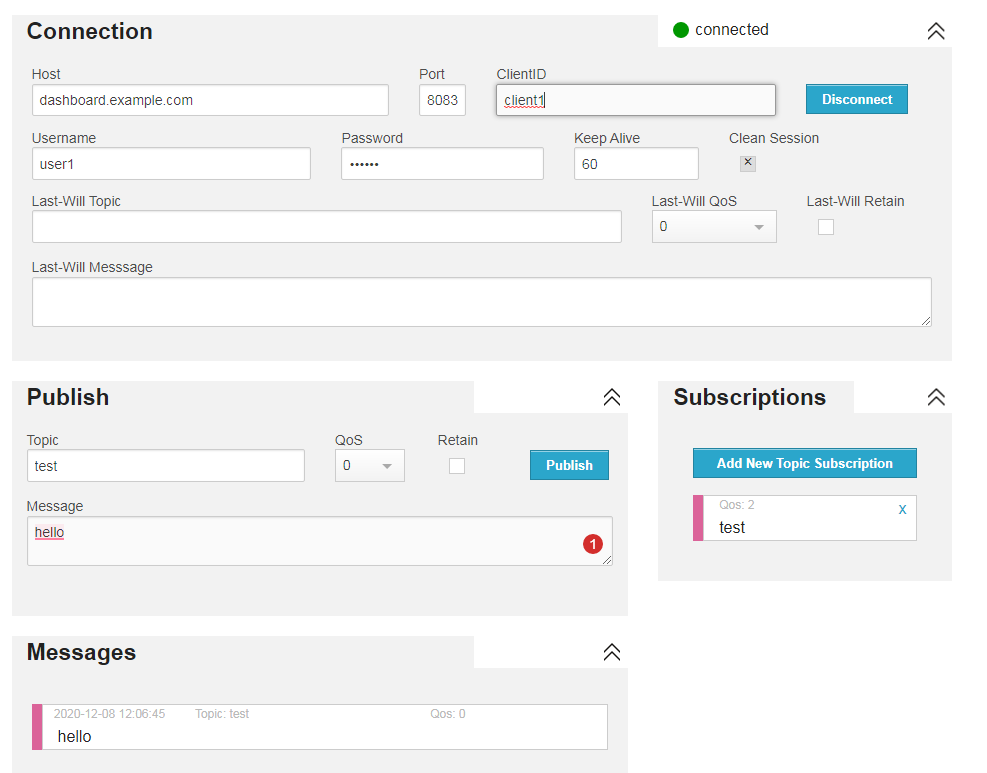 Connection
connected
Host Port ClientID
dashboard.example.com 8083 client1 Disconnect
Username Password Keep Alive Clean Session
user1 •••••• 60 ×
Last-Will Topic Last-Will QoS Last-Will Retain
0
Last-Will Messsage
Publish
Topic QoS Retain
test 0 Publish
Message
hello
1
Subscriptions
Add New Topic Subscription
Qos: 2 x
test
Messages
2020-12-08 12:06:45 Topic: test Qos: 0
hello